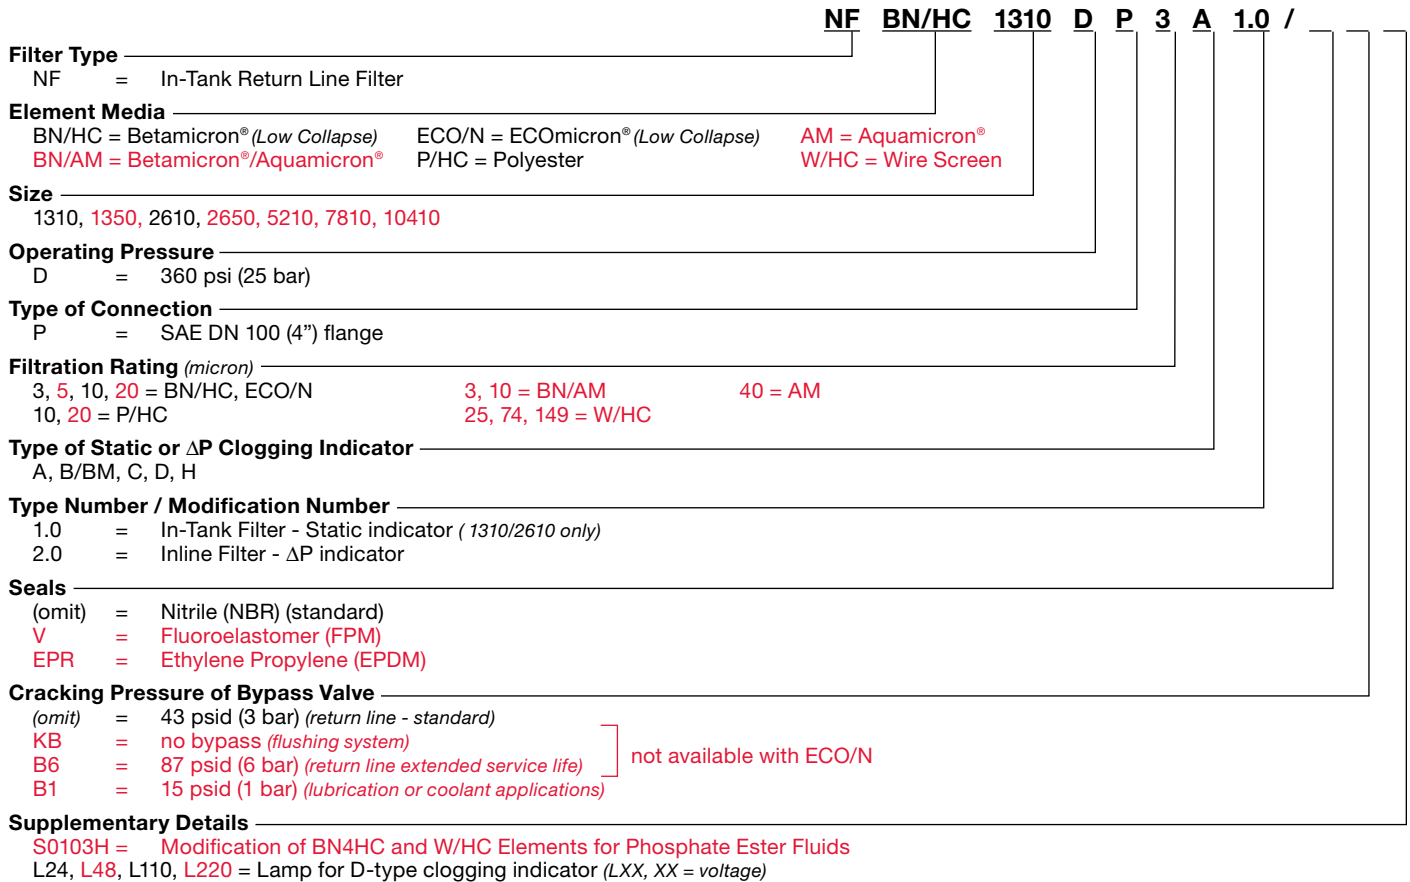 NF BN/HC 1310 D P 3 A 1.0 /
Filter Type
NF = In-Tank Return Line Filter
Element Media
BN/HC = Betamicron® (Low Collapse) ECO/N = ECOmicron® (Low Collapse) AM = Aquamicron®
BN/AM = Betamicron®/Aquamicron® P/HC = Polyester W/HC = Wire Screen
Size
1310, 1350, 2610, 2650, 5210, 7810, 10410
Operating Pressure
D = 360 psi (25 bar)
Type of Connection
P = SAE DN 100 (4”) flange
Filtration Rating (micron)
3, 5, 10, 20 = BN/HC, ECO/N 3, 10 = BN/AM 40 = AM
10, 20 = P/HC 25, 74, 149 = W/HC
Type of Static or ΔP Clogging Indicator
A, B/BM, C, D, H
Type Number / Modification Number
1.0 = In-Tank Filter - Static indicator ( 1310/2610 only)
2.0 = Inline Filter - ΔP indicator
Seals
(omit) = Nitrile (NBR) (standard)
V = Fluoroelastomer (FPM)
EPR = Ethylene Propylene (EPDM)
Cracking Pressure of Bypass Valve
(omit) = 43 psid (3 bar) (return line - standard)
KB = no bypass (flushing system)
not available with ECO/N
B6 = 87 psid (6 bar) (return line extended service life)
B1 = 15 psid (1 bar) (lubrication or coolant applications)
Supplementary Details
S0103H = Modification of BN4HC and W/HC Elements for Phosphate Ester Fluids
L24, L48, L110, L220 = Lamp for D-type clogging indicator (LXX, XX = voltage)